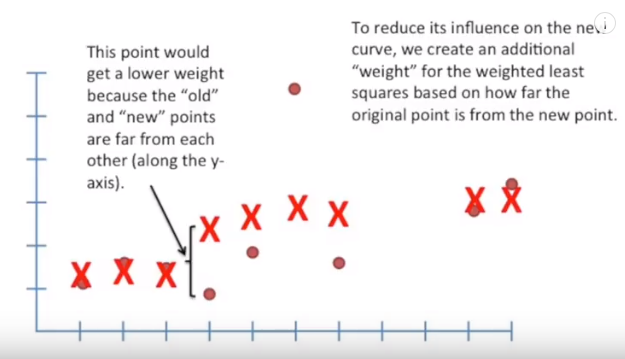 This point would
get a lower weight
because the "old"
and "new" points
are far from each
other (along the y-
axis).
To reduce its influence on the new
curve, we create an additional
"weight" for the weighted least
squares based on how far the
original point is from the new point.
X X X X X X X X X